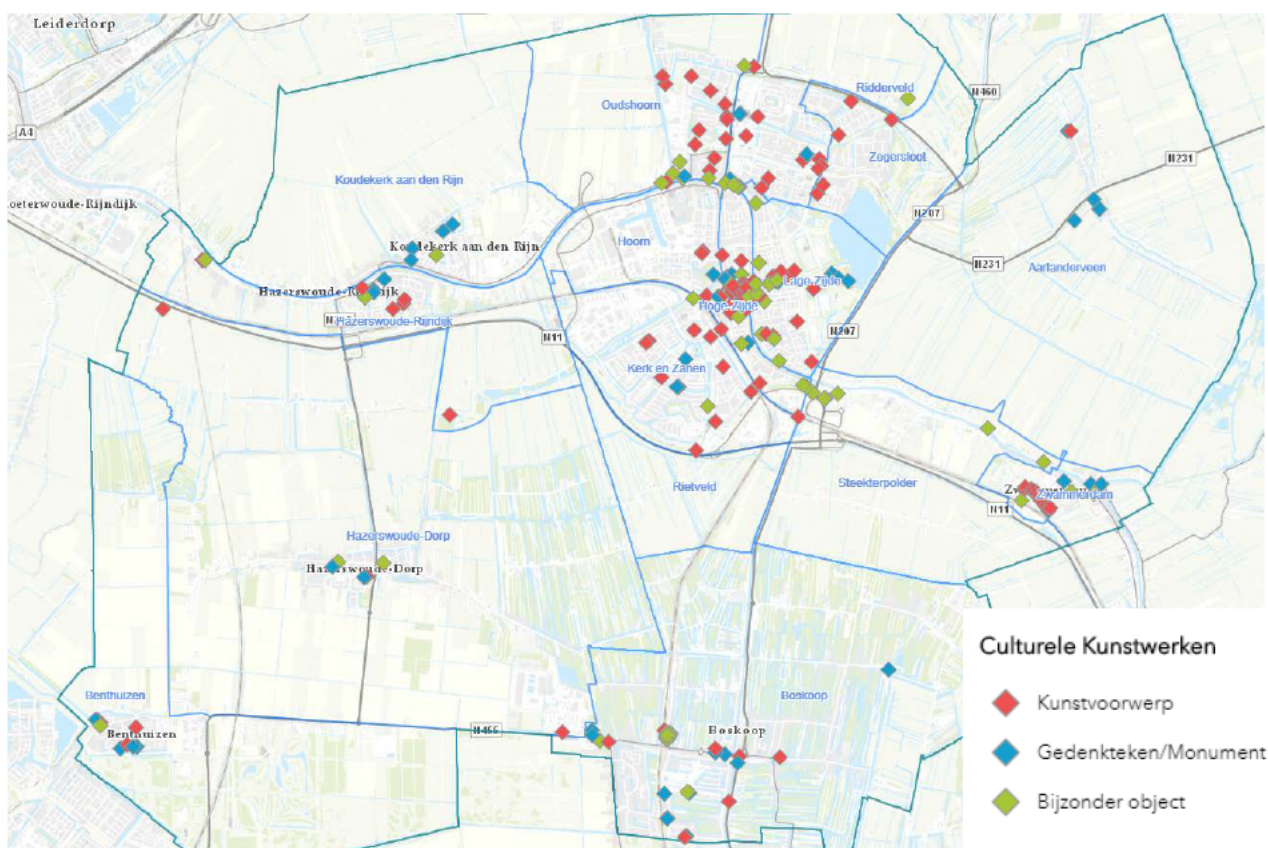 Leiderdorp
A4
Oudshoorn
Ridderveld
N460
Zegersloot
N231
Koudekerk aan den Rijn
oeterwoude-Rijndijk
Koudekerk aan den Rijn
Hoorn
N207
N231
Aarlanderveen
Lage Zijde
Hazerswoude-Rijndijk
Hoge Zijde
Hazerswoude-Rijndijk
N11
N207
Kerk en Zanen
Rietveld
Steekterpolder
Zwammerdam
N11
Hazerswoude-Dorp
Hazerswoude-Dorp
Benthuizen
Boskoop
Benthuizen
N455
Boskoop
Culturele Kunstwerken
Kunstvoorwerp
Gedenkteken/Monument
Bijzonder object